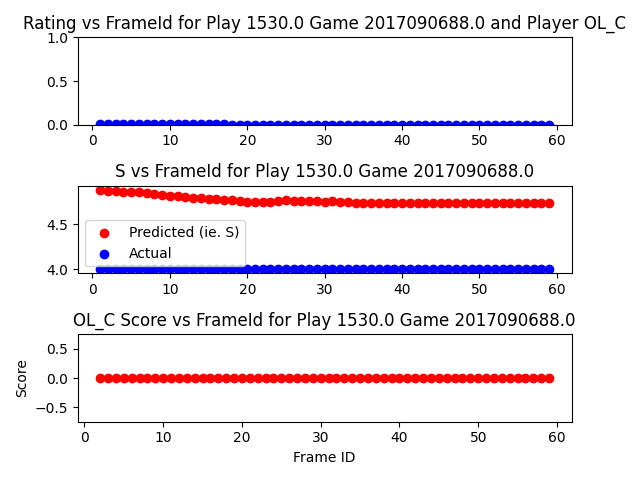 Rating vs FrameId for Play 1530.0 Game 2017090688.0 and Player OL_C
1.0
0.5
0.0
0 10 20 30 40 50 60
S vs FrameId for Play 1530.0 Game 2017090688.0
4.5
4.0
Predicted (ie. S)
Actual
0 10 20 30 40 50 60
OL_C Score vs FrameId for Play 1530.0 Game 2017090688.0
Score
0.5
0.0
−0.5
0 10 20 30 40 50 60
Frame ID